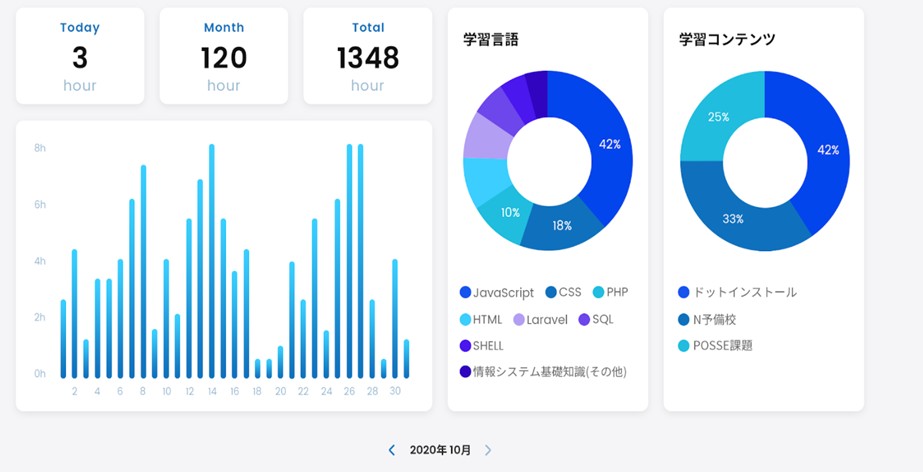 Today
3
hour
Month
120
hour
Total
1348
hour
8h
6h
4h
2h
0h
2 4 6 8 10 12 14 16 18 20 22 24 26 28 30
学習言語
42%
18%
10%
JavaScript CSS PHP
HTML Laravel SQL
SHELL
情報システム基礎知識(その他)
学習コンテンツ
42%
33%
25%
ドットインストール
N予備校
POSSE課題
2020年 10月